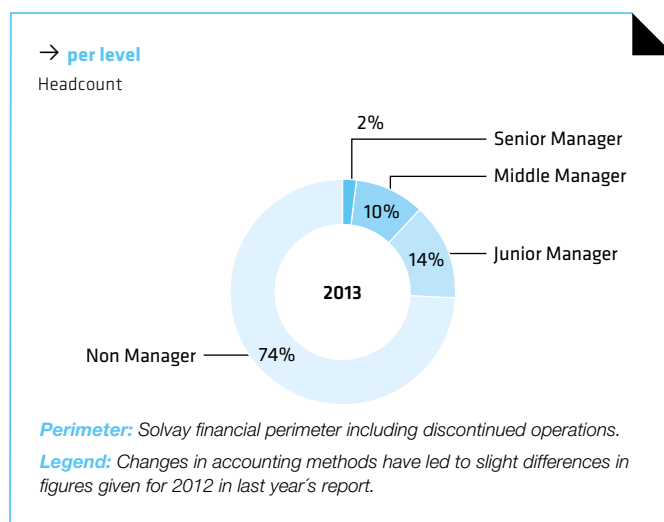 → per level
Headcount
2%
Senior Manager
Middle Manager
10%
14%
Junior Manager
2013
Non Manager
74%
Perimeter: Solvay financial perimeter including discontinued operations.
Legend: Changes in accounting methods have led to slight differences in
figures given for 2012 in last year´s report.